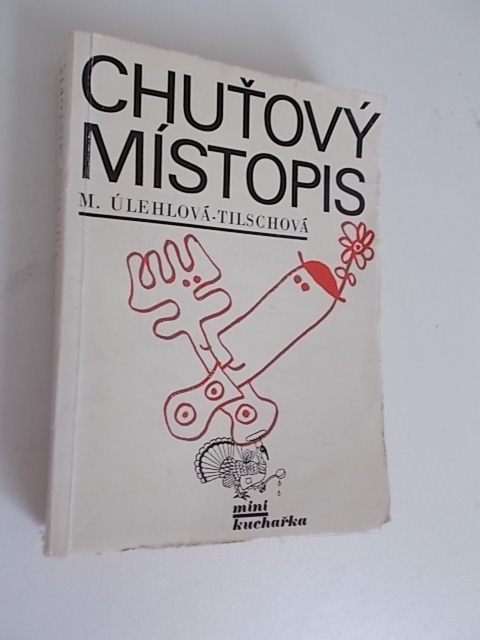 CHUŤOVÝ
MÍSTOPIS
M. ÚLEHLOVÁ-TILSCHOVÁ
mini
kuchařka